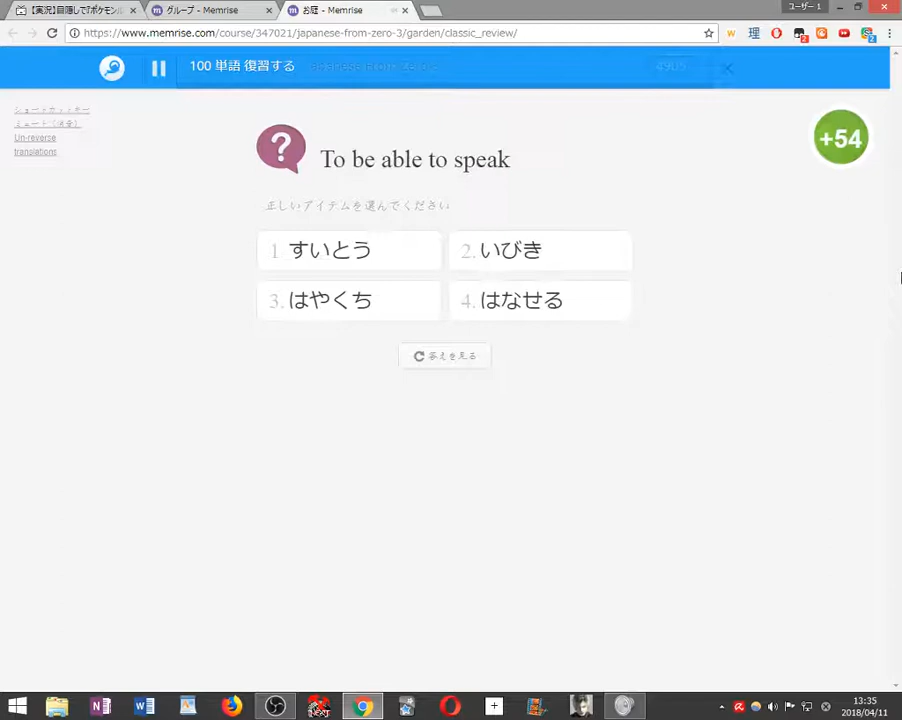 【実況】目隠しで『ポケモン
グループ - Memrise
お庭 - Memrise
ユーザー 1
https://www.memrise.com/course/347021/japanese-from-zero-3/garden/classic_review/
100 単語 復習する
Un-reverse
translations
+54
? To be able to speak
正しいアイテムを選んでください
1. すいとう
2. いびき
3. はやくち
4. はなせる
答えを見る
13:35
2018/04/11